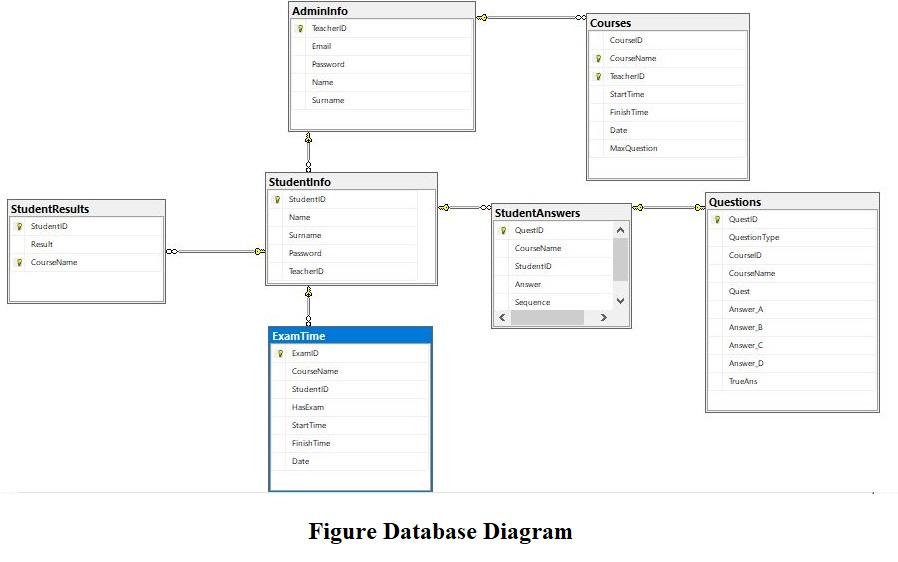 AdminInfo
TeacherID
Email
Password
Name
Surname
Courses
CourseID
CourseName
TeacherID
StartTime
FinishTime
Date
MaxQuestion
StudentInfo
StudentID
Name
Surname
Password
TeacherID
StudentResults
StudentID
Result
CourseName
StudentAnswers
QuestID
CourseName
StudentID
Answer
Sequence
Questions
QuestID
QuestionType
CourseID
CourseName
Quest
Answer_A
Answer_B
Answer_C
Answer_D
TrueAns
ExamTime
ExamID
CourseName
StudentID
HasExam
StartTime
FinishTime
Date
Figure Database Diagram